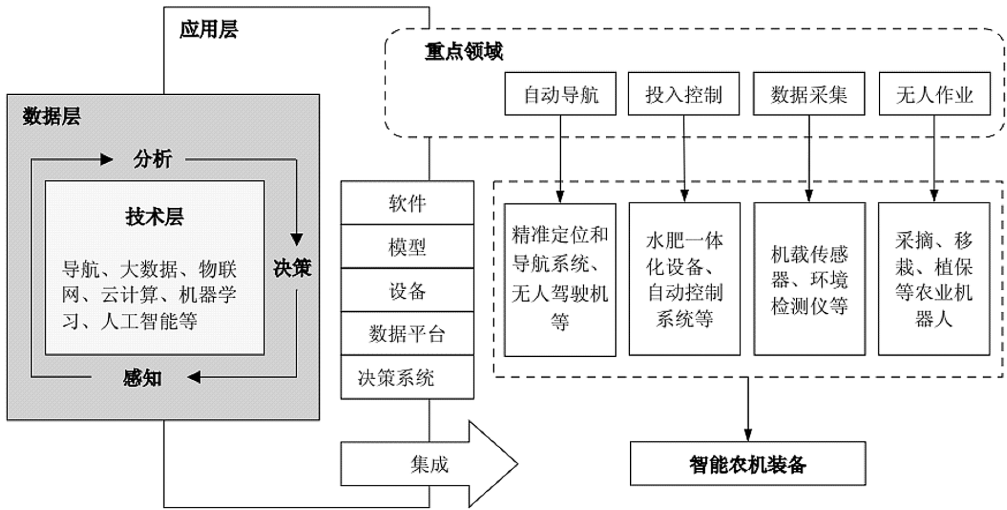 应用层
重点领域
自动导航
投入控制
数据采集
无人作业
数据层
分析
技术层
导航、大数据、物联
网、云计算、机器学
习、人工智能等
决策
感知
软件
模型
设备
数据平台
决策系统
集成
精准定位和
导航系统、
无人驾驶机
等
水肥一体
化设备、
自动控制
系统等
机载传感
器、环境
检测仪等
采摘、移
栽、植保
等农业机
器人
智能农机装备